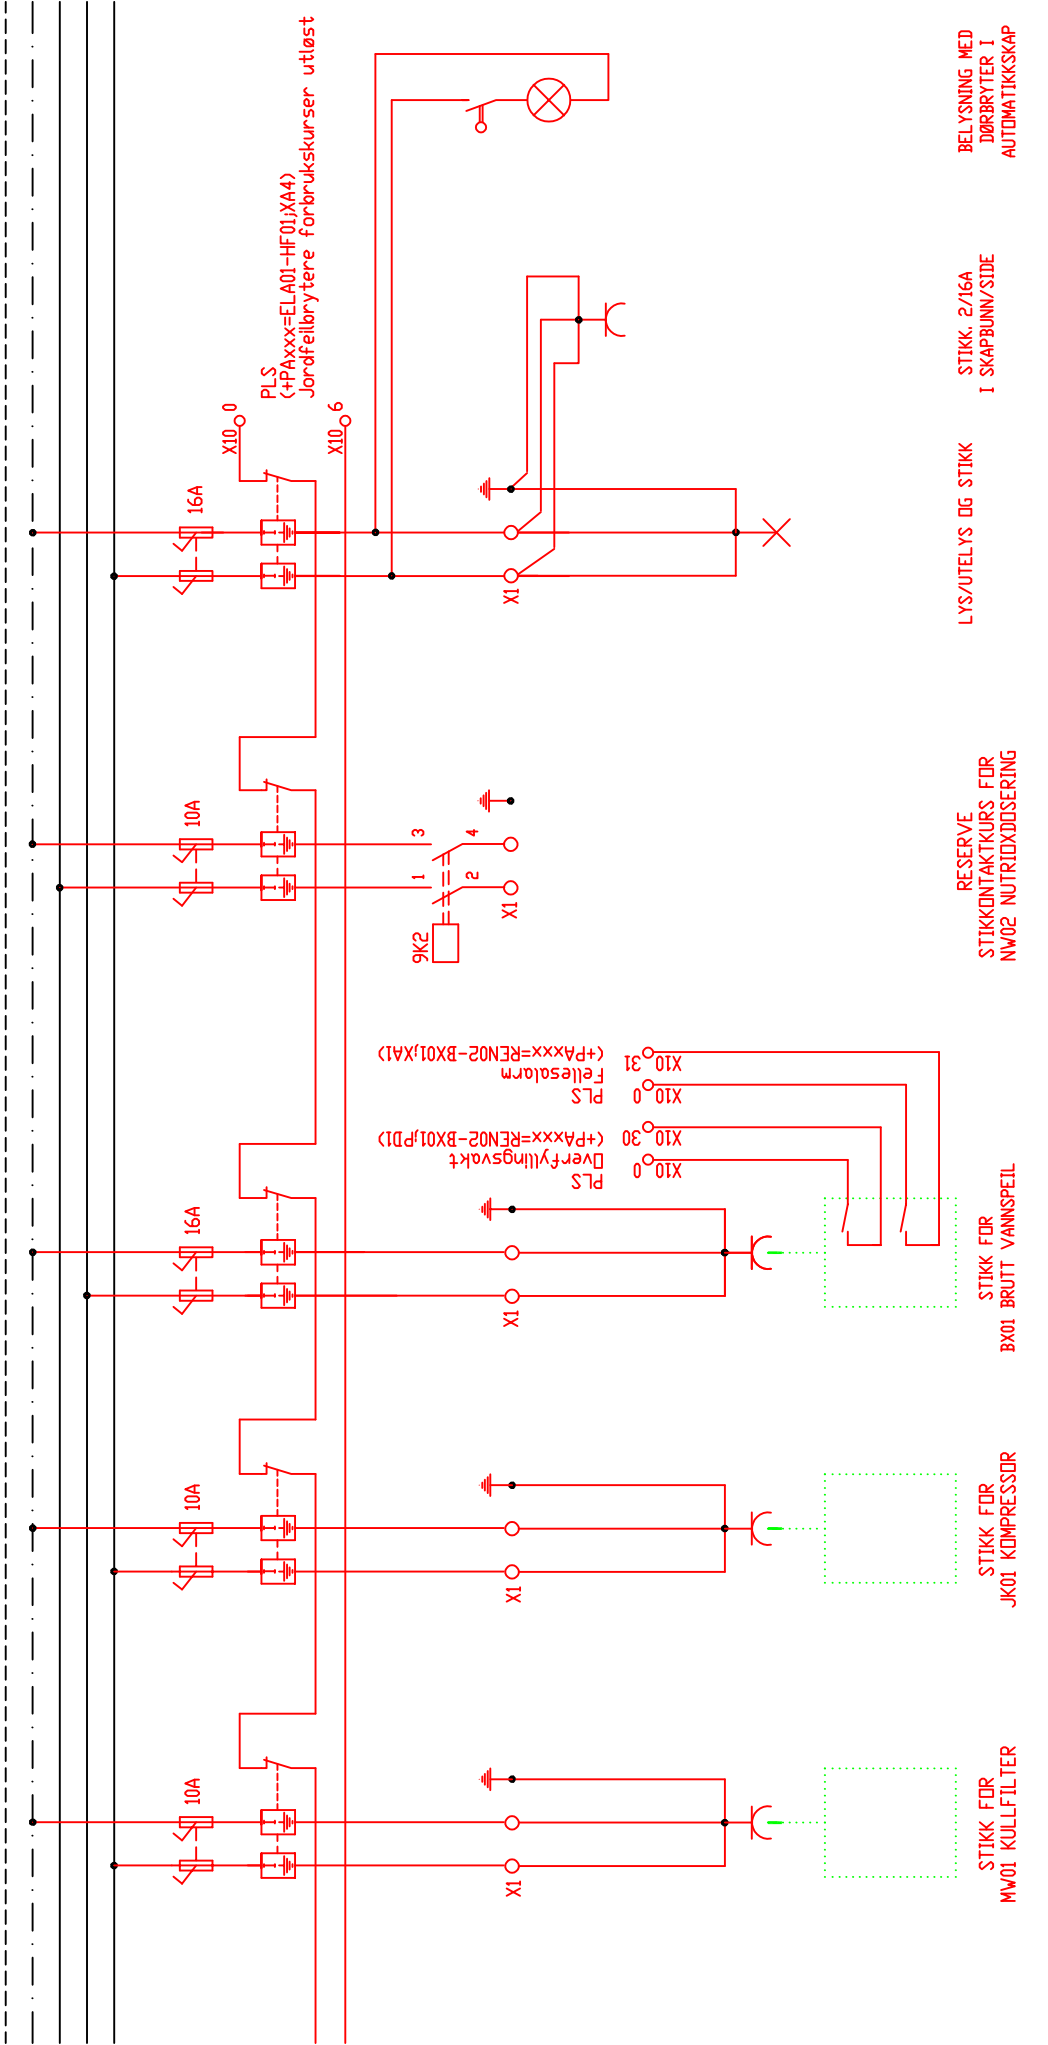 10A
X1
STIKK FOR
MW01 KULLFILTER
10A
X1
STIKK FOR
JK01 KOMPRESSOR
16A
X1
PLS
Overfyllingsvakt
(+PAxxx=REN02-BX01;PD1)
X10 0
X10 30
PLS
Fellesalarm
(+PAxxx=REN02-BX01;XA1)
X10 0
X10 31
STIKK FOR
BX01 BRUTT VANNSPEIL
10A
9K2
1
2
3
4
X1
RESERVE
STIKKONTAKTKURS FOR
NW02 NUTRIOXDOSERING
16A
X10 0
PLS
(+PAxxx=ELA01-HF01;XA4)
Jordfeilbrytere forbrukskurser utløst
X10 6
X1
LYS/UTELYS OG STIKK
STIKK. 2/16A
I SKAPBUNN/SIDE
BELYSNING MED
DØRBRYTER I
AUTOMATIKKSKAP